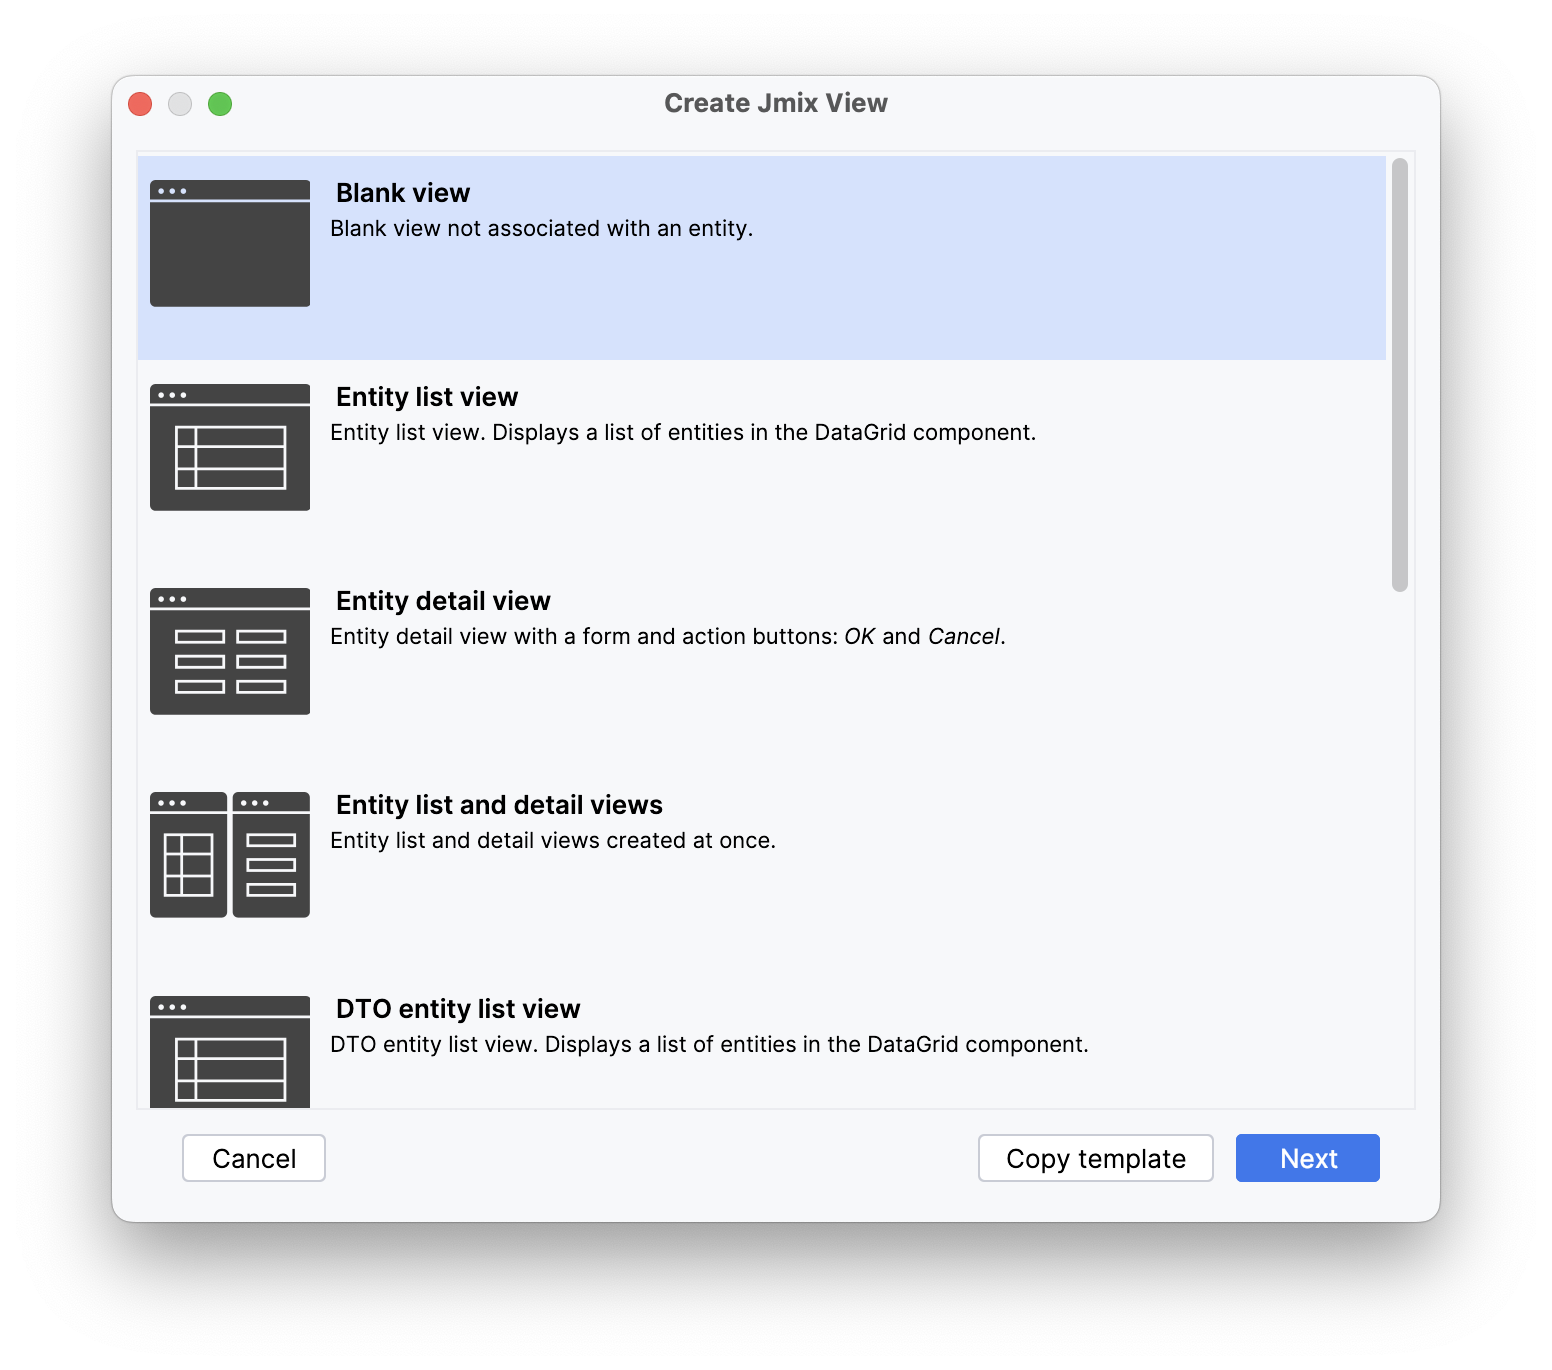 Create Jmix View
Blank view
Blank view not associated with an entity.
Entity list view
Entity list view. Displays a list of entities in the DataGrid component.
Entity detail view
Entity detail view with a form and action buttons: OK and Cancel.
Entity list and detail views
Entity list and detail views created at once.
DTO entity list view
DTO entity list view. Displays a list of entities in the DataGrid component.
Cancel
Copy template
Next